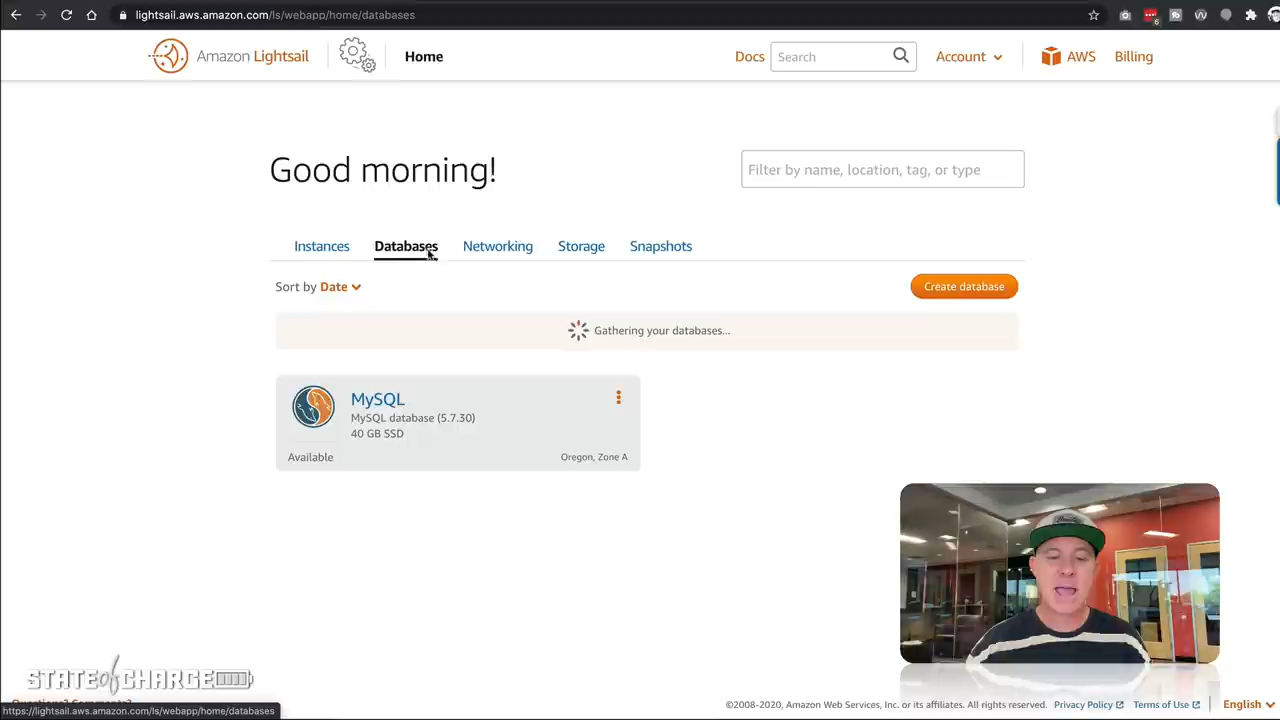 lightsail.aws.amazon.com/ls/webapp/home/databases
6
Amazon Lightsail
Home
Docs
Search
Account
AWS
Billing
Good morning!
Filter by name, location, tag, or type
Instances
Databases
Networking
Storage
Snapshots
Sort by Date
Create database
Gathering your databases...
MySQL
MySQL database (5.7.30)
40 GB SSD
Available
Oregon, Zone A
STATE of CHARGE
Questions? Comments?
https://lightsail.aws.amazon.com/ls/webapp/home/databases
©2008-2020, Amazon Web Services, Inc. or its affiliates. All rights reserved.
Privacy Policy
Terms of Use
English